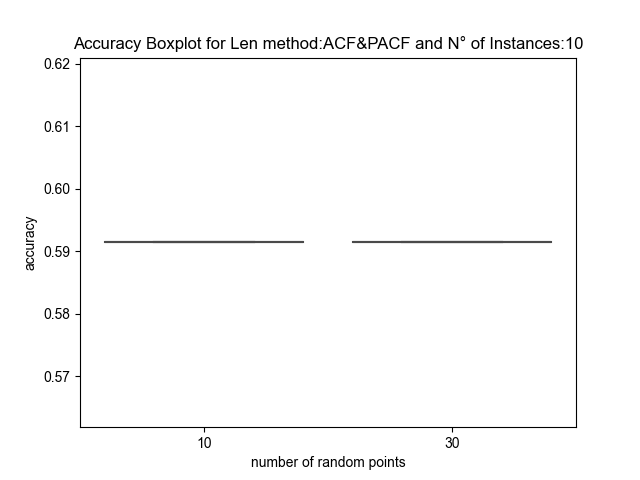 Accuracy Boxplot for Len method:ACF&PACF and N° of Instances:10
0.62
0.61
0.60
0.59
0.58
0.57
accuracy
10
30
number of random points